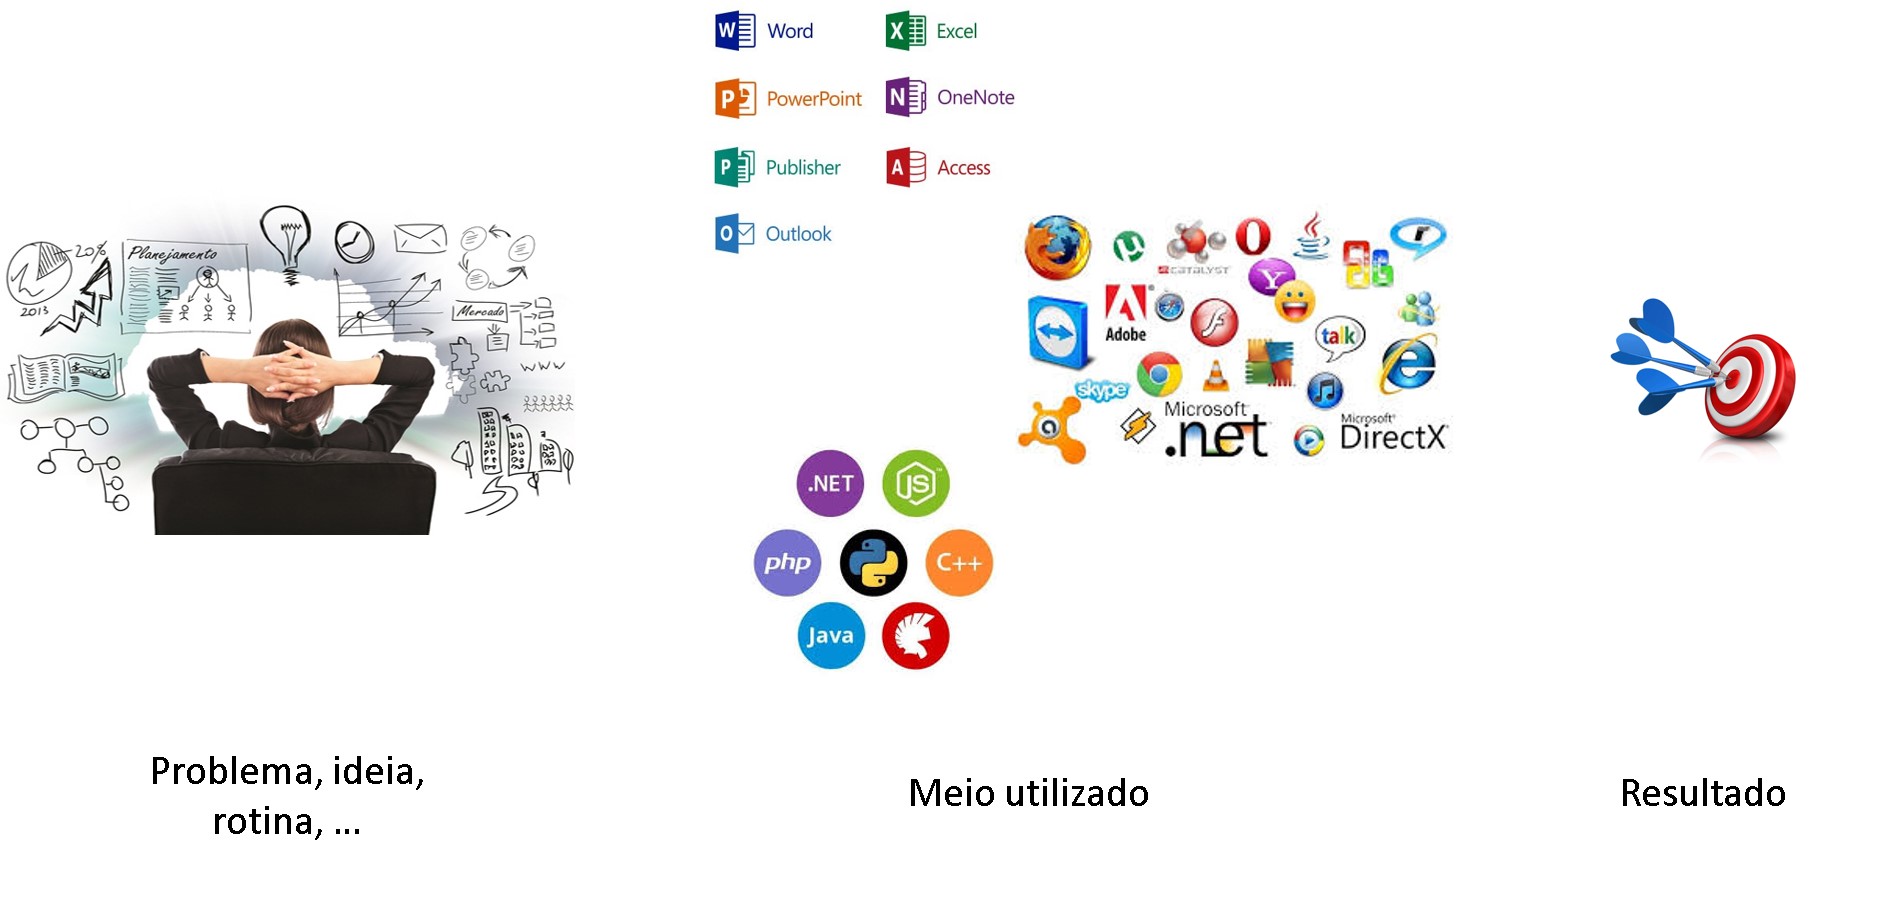 Word
Excel
PowerPoint
OneNote
Publisher
Access
Outlook
20%
2013
Planejamento
Mercado
www
CATALYST
Adobe
talk
skype
Microsoft
.net
Microsoft
DirectX
.NET
JS
php
C++
Java
Problema, ideia,
rotina, ...
Meio utilizado
Resultado